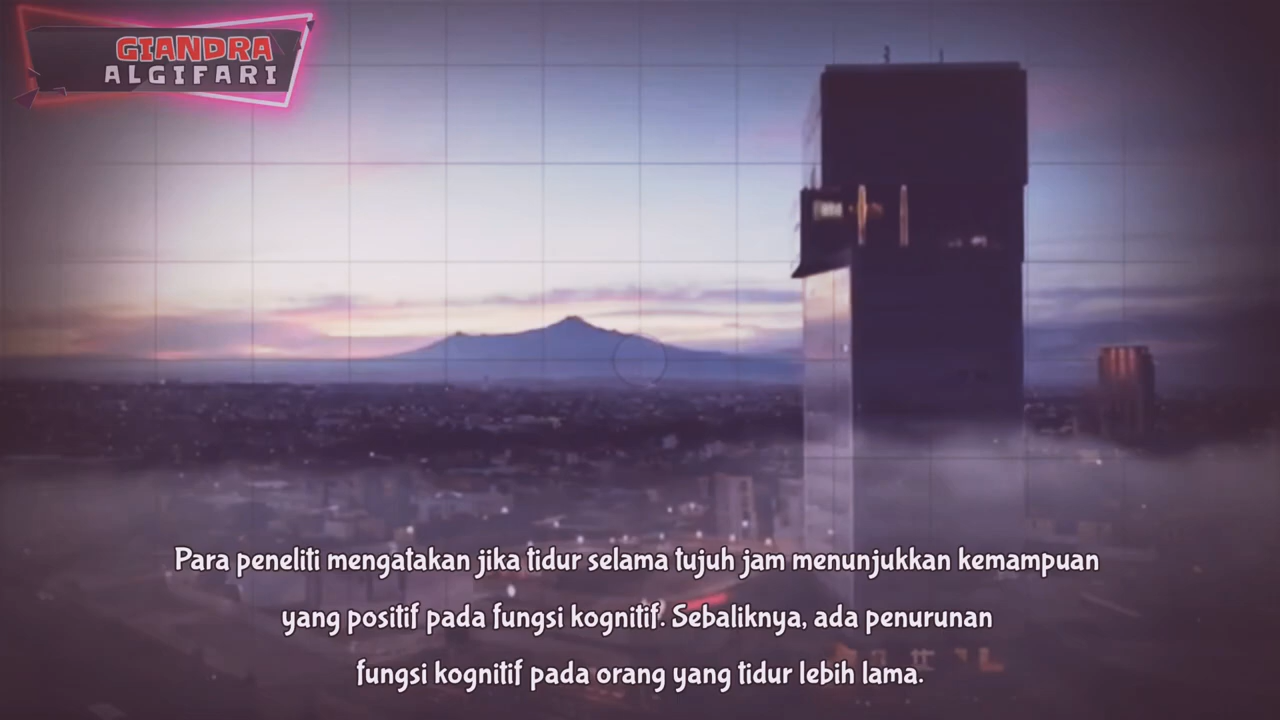 GIANDRA
ALGIFARI
Para peneliti mengatakan jika tidur selama tujuh jam menunjukkan kemampuan
yang positif pada fungsi kognitif. Sebaliknya, ada penurunan
fungsi kognitif pada orang yang tidur lebih lama.